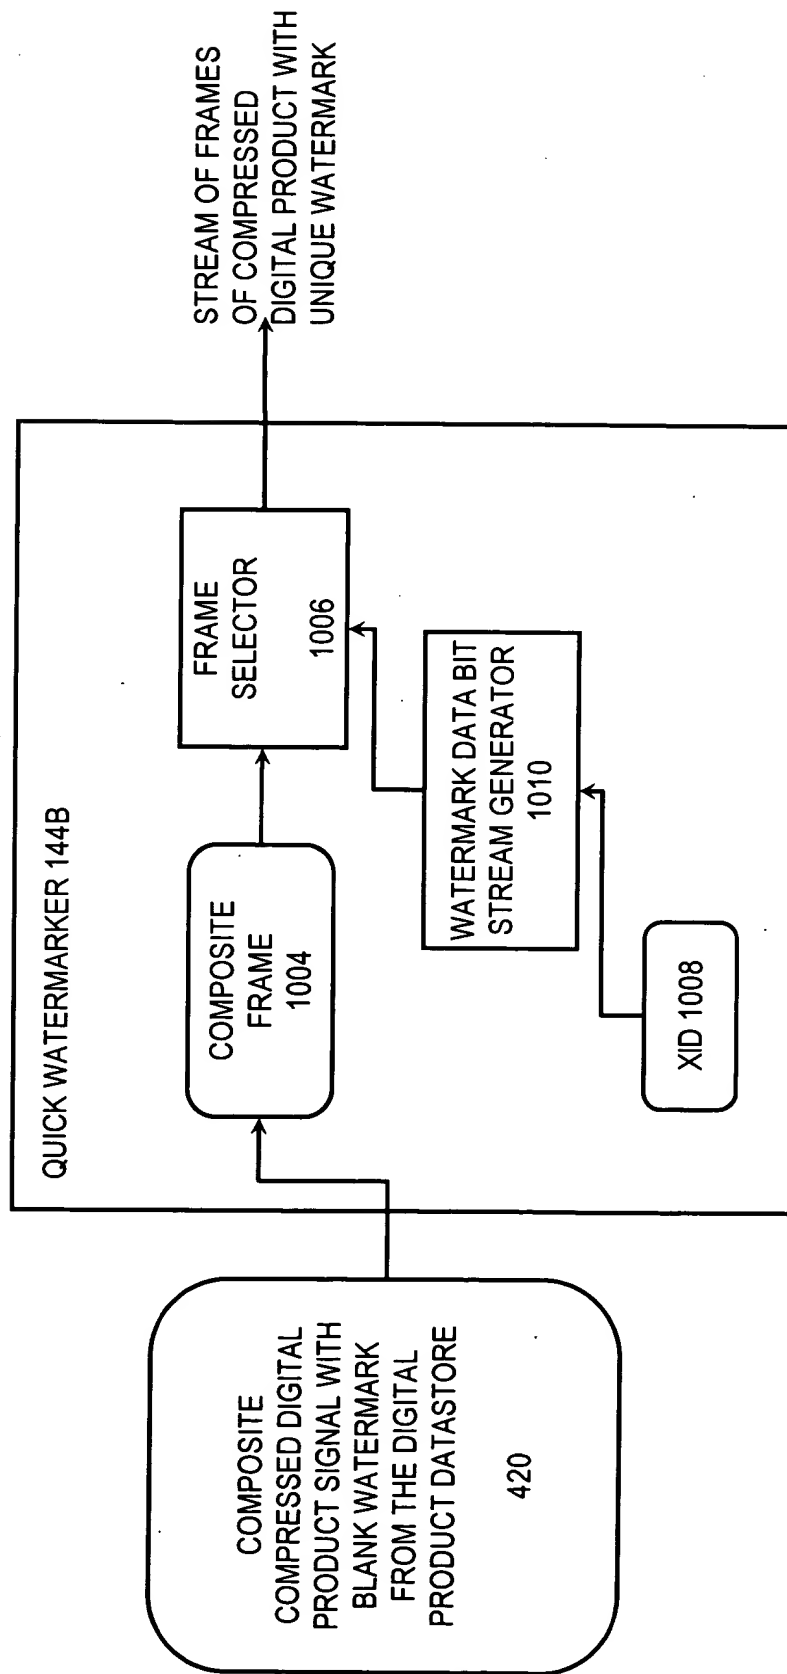 QUICK WATERMARKER 144B
COMPOSITE
COMPRESSED DIGITAL
PRODUCT SIGNAL WITH
BLANK WATERMARK
FROM THE DIGITAL
PRODUCT DATASTORE
420
COMPOSITE
FRAME
1004
FRAME
SELECTOR
1006
STREAM OF FRAMES
OF COMPRESSED
DIGITAL PRODUCT WITH
UNIQUE WATERMARK
WATERMARK DATA BIT
STREAM GENERATOR
1010
XID 1008